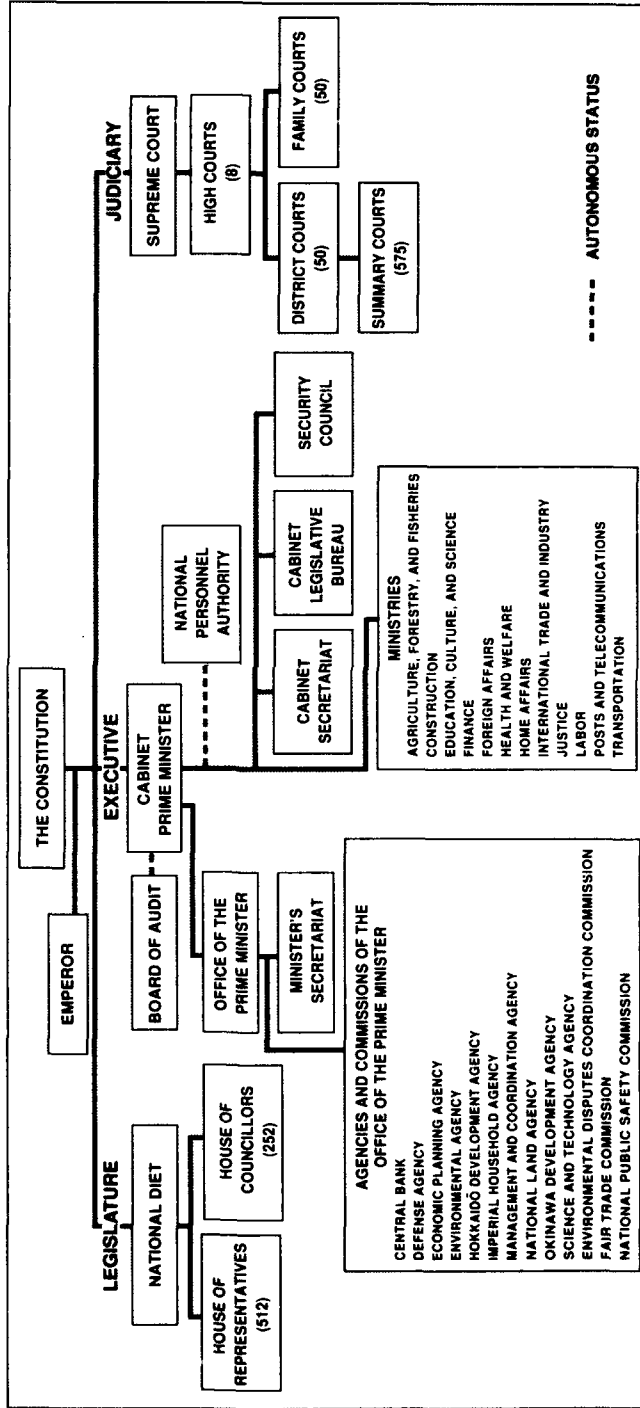 THE CONSTITUTION
EMPEROR
LEGISLATURE
NATIONAL DIET
HOUSE OF
REPRESENTATIVES
(512)
HOUSE OF
COUNCILLORS
(252)
EXECUTIVE
CABINET
PRIME MINISTER
BOARD OF AUDIT
NATIONAL
PERSONNEL
AUTHORITY
OFFICE OF THE
PRIME MINISTER
MINISTER'S
SECRETARIAT
CABINET
SECRETARIAT
CABINET
LEGISLATIVE
BUREAU
SECURITY
COUNCIL
AGENCIES AND COMMISSIONS OF THE
OFFICE OF THE PRIME MINISTER
CENTRAL BANK
DEFENSE AGENCY
ECONOMIC PLANNING AGENCY
ENVIRONMENTAL AGENCY
HOKKAIDŌ DEVELOPMENT AGENCY
IMPERIAL HOUSEHOLD AGENCY
MANAGEMENT AND COORDINATION AGENCY
NATIONAL LAND AGENCY
OKINAWA DEVELOPMENT AGENCY
SCIENCE AND TECHNOLOGY AGENCY
ENVIRONMENTAL DISPUTES COORDINATION COMMISSION
FAIR TRADE COMMISSION
NATIONAL PUBLIC SAFETY COMMISSION
MINISTRIES
AGRICULTURE, FORESTRY, AND FISHERIES
CONSTRUCTION
EDUCATION, CULTURE, AND SCIENCE
FINANCE
FOREIGN AFFAIRS
HEALTH AND WELFARE
HOME AFFAIRS
INTERNATIONAL TRADE AND INDUSTRY
JUSTICE
LABOR
POSTS AND TELECOMMUNICATIONS
TRANSPORTATION
JUDICIARY
SUPREME COURT
HIGH COURTS
(8)
DISTRICT COURTS
(50)
FAMILY COURTS
(50)
SUMMARY COURTS
(575)
AUTONOMOUS STATUS